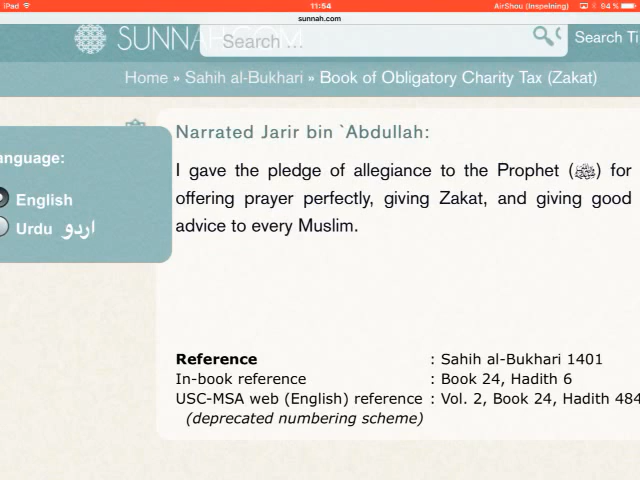 iPad 11:54 AirShou (Inspelning) 94 %
sunnah.com
SUNNAH.COM Search ... Search Ti
Home » Sahih al-Bukhari » Book of Obligatory Charity Tax (Zakat)
anguage:
English
Urdu اردو
Narrated Jarir bin `Abdullah:
I gave the pledge of allegiance to the Prophet (ﷺ) for
offering prayer perfectly, giving Zakat, and giving good
advice to every Muslim.
Reference : Sahih al-Bukhari 1401
In-book reference : Book 24, Hadith 6
USC-MSA web (English) reference : Vol. 2, Book 24, Hadith 484
(deprecated numbering scheme)